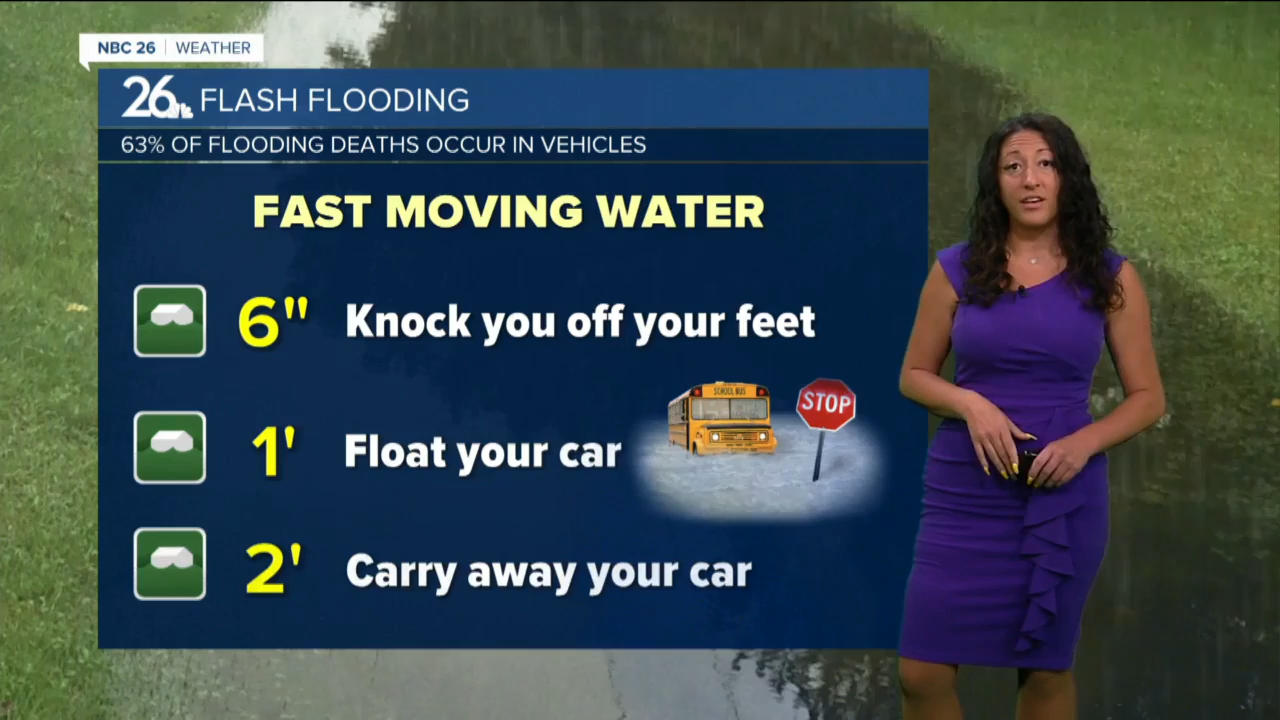 NBC 26 | WEATHER
26 FLASH FLOODING
63% OF FLOODING DEATHS OCCUR IN VEHICLES
FAST MOVING WATER
6" Knock you off your feet
SCHOOL BUS
STOP
1' Float your car
2' Carry away your car